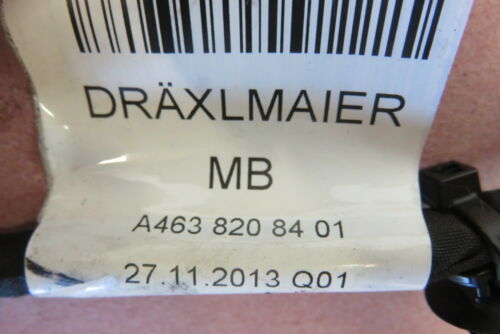 DRÄXLMAIER
MB
A463 820 84 01
27.11.2013 Q01